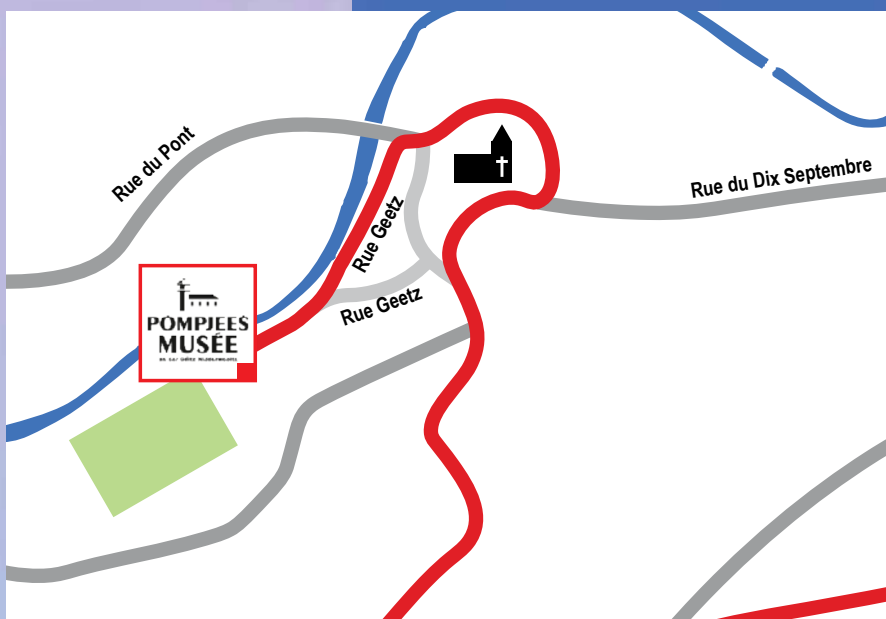 Rue du Pont
Rue du Dix Septembre
Rue Geetz
Rue Geetz
POMPJEES
MUSÉE